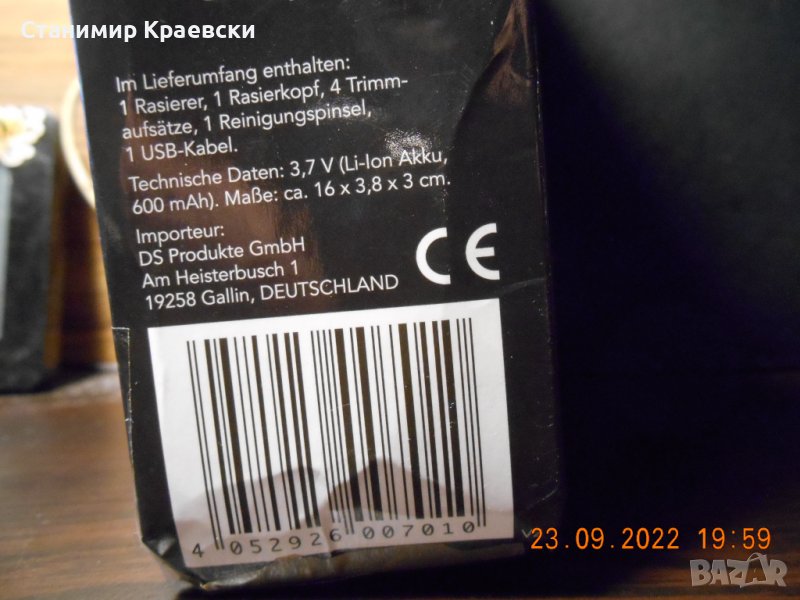 Станимир Краевски
Im Lieferumfang enthalten:
1 Rasierer, 1 Rasierkopf, 4 Trimm-
aufsätze, 1 Reinigungspinsel,
1 USB-Kabel.
Technische Daten: 3,7 V (Li-Ion Akku,
600 mAh). Maße: ca. 16 x 3,8 x 3 cm.
Importeur:
DS Produkte GmbH
Am Heisterbusch 1
19258 Gallin, DEUTSCHLAND
CE
4 052926 007010
23.09.2022 19:59
BAZAR